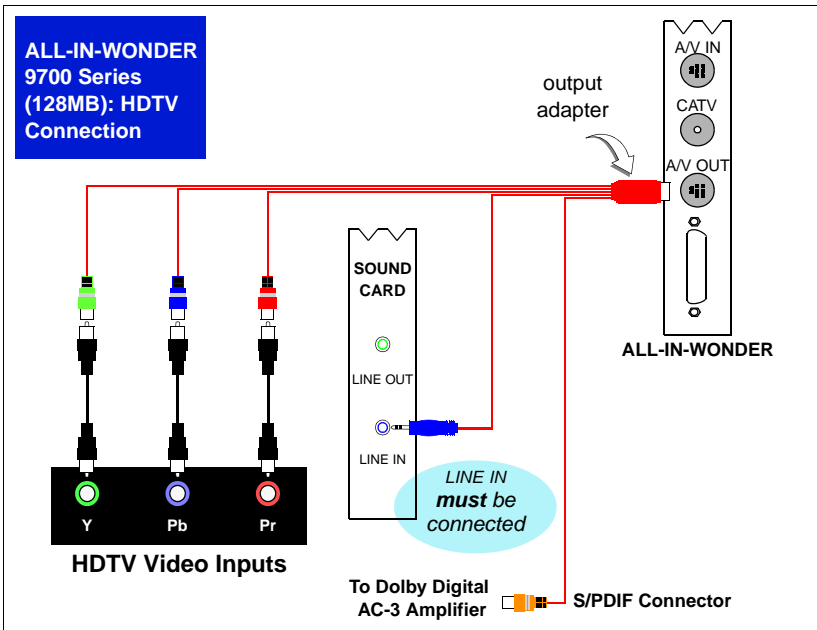 ALL-IN-WONDER
9700 Series
(128MB): HDTV
Connection
output
adapter
A/V IN
CATV
A/V OUT
ALL-IN-WONDER
SOUND
CARD
LINE OUT
LINE IN
LINE IN
must be
connected
Y
Pb
Pr
HDTV Video Inputs
To Dolby Digital
AC-3 Amplifier
S/PDIF Connector